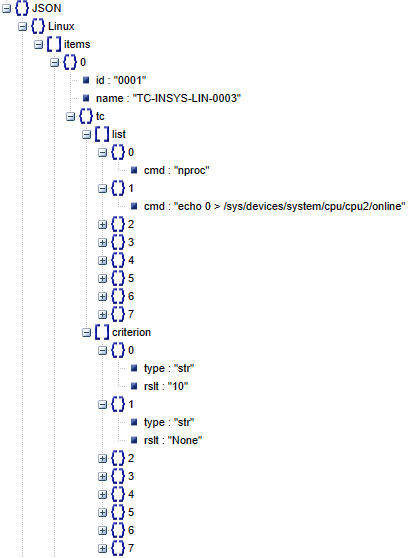 JSON
Linux
items
0
id : "0001"
name : "TC-INSYS-LIN-0003"
tc
list
0
cmd : "nproc"
1
cmd : "echo 0 > /sys/devices/system/cpu/cpu2/online"
2
3
4
5
6
7
criterion
0
type : "str"
rslt : "10"
1
type : "str"
rslt : "None"
2
3
4
5
6
7